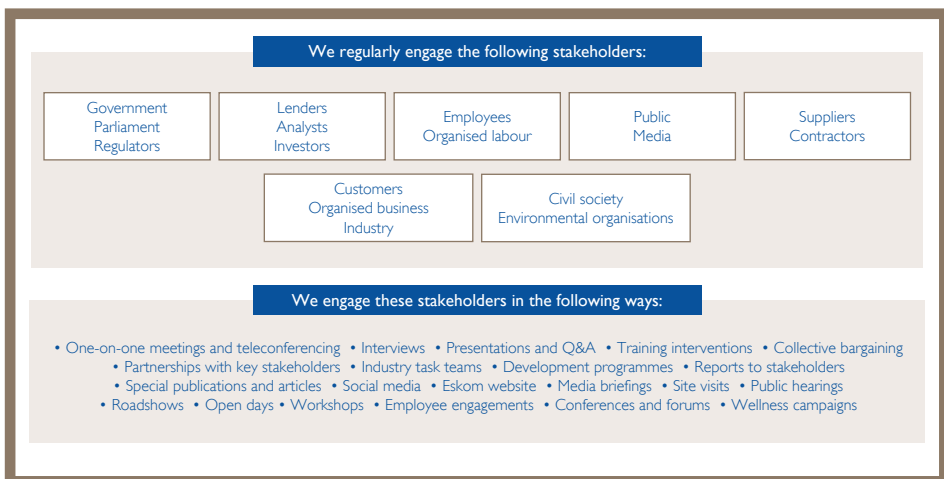 We regularly engage the following stakeholders:
Government
Parliament
Regulators
Lenders
Analysts
Investors
Employees
Organised labour
Public
Media
Suppliers
Contractors
Customers
Organised business
Industry
Civil society
Environmental organisations
We engage these stakeholders in the following ways:
• One-on-one meetings and teleconferencing • Interviews • Presentations and Q&A • Training interventions • Collective bargaining
• Partnerships with key stakeholders • Industry task teams • Development programmes • Reports to stakeholders
• Special publications and articles • Social media • Eskom website • Media briefings • Site visits • Public hearings
• Roadshows • Open days • Workshops • Employee engagements • Conferences and forums • Wellness campaigns